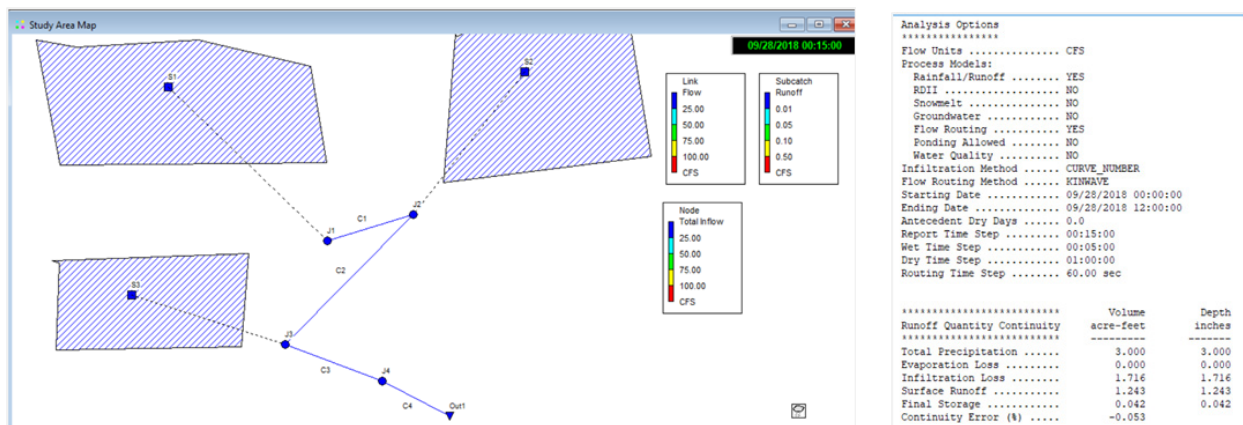 Study Area Map
09/28/2018 00:15:00
S1
S2
Link
Flow
25.00
50.00
75.00
100.00
CFS
Subcatch
Runoff
0.01
0.05
0.10
0.50
CFS
Node
Total Inflow
25.00
50.00
75.00
100.00
CFS
J2
C1
J1
C2
S3
J3
C3
J4
C4
Out1
Analysis Options
****************
Flow Units ............... CFS
Process Models:
Rainfall/Runoff ........ YES
RDII ................... NO
Snowmelt ............... NO
Groundwater ............ NO
Flow Routing ........... YES
Ponding Allowed ........ NO
Water Quality .......... NO
Infiltration Method ...... CURVE_NUMBER
Flow Routing Method ...... KINWAVE
Starting Date ............ 09/28/2018 00:00:00
Ending Date .............. 09/28/2018 12:00:00
Antecedent Dry Days ...... 0.0
Report Time Step ......... 00:15:00
Wet Time Step ............ 00:05:00
Dry Time Step ............ 01:00:00
Routing Time Step ........ 60.00 sec
************************** Volume Depth
Runoff Quantity Continuity acre-feet inches
************************** --------- -------
Total Precipitation ...... 3.000 3.000
Evaporation Loss ......... 0.000 0.000
Infiltration Loss ........ 1.716 1.716
Surface Runoff ........... 1.243 1.243
Final Storage ............ 0.042 0.042
Continuity Error (%) ..... -0.053